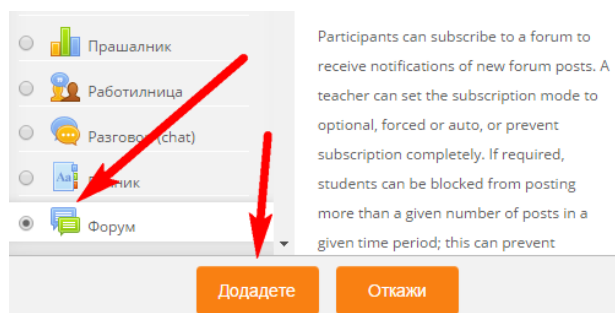 Прашалник
Работилница
(chat)
Форум
Participants can subscribe to a forum to
receive notifications of new forum posts. A
teacher can set the subscription mode to
optional, forced or auto, or prevent
subscription completely. If required,
students can be blocked from posting
more than a given number of posts in a
given time period; this can prevent
Додадете
Откажи